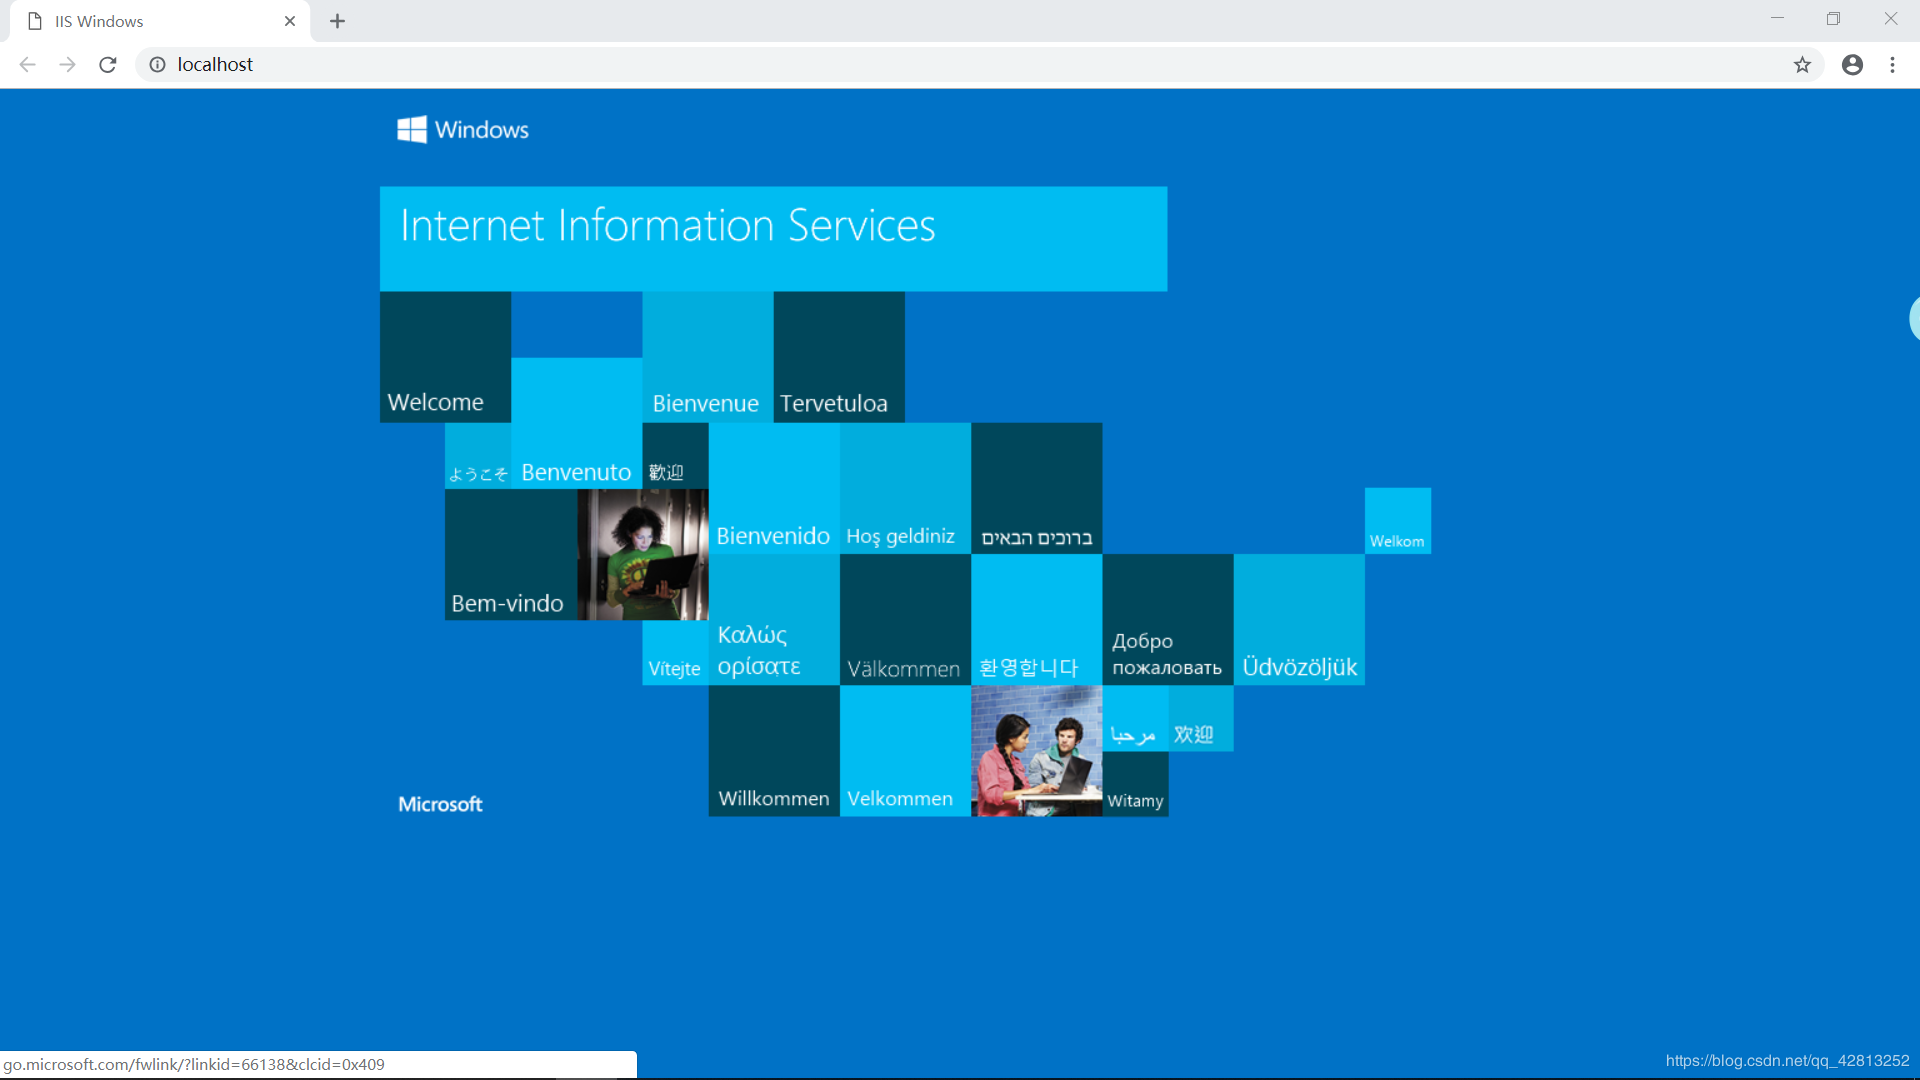 IIS Windows
localhost
Windows
Internet Information Services
Welcome
Bienvenue
Tervetuloa
ようこそ
Benvenuto
歡迎
Bienvenido
Hoş geldiniz
ברוכים הבאים
Welkom
Bem-vindo
Vítejte
Καλώς
ορίσατε
Välkommen
환영합니다
Добро
пожаловать
Üdvözöljük
مرحبا
欢迎
Willkommen
Velkommen
Witamy
Microsoft
go.microsoft.com/fwlink/?linkid=66138&clcid=0x409
https://blog.csdn.net/qq_42813252